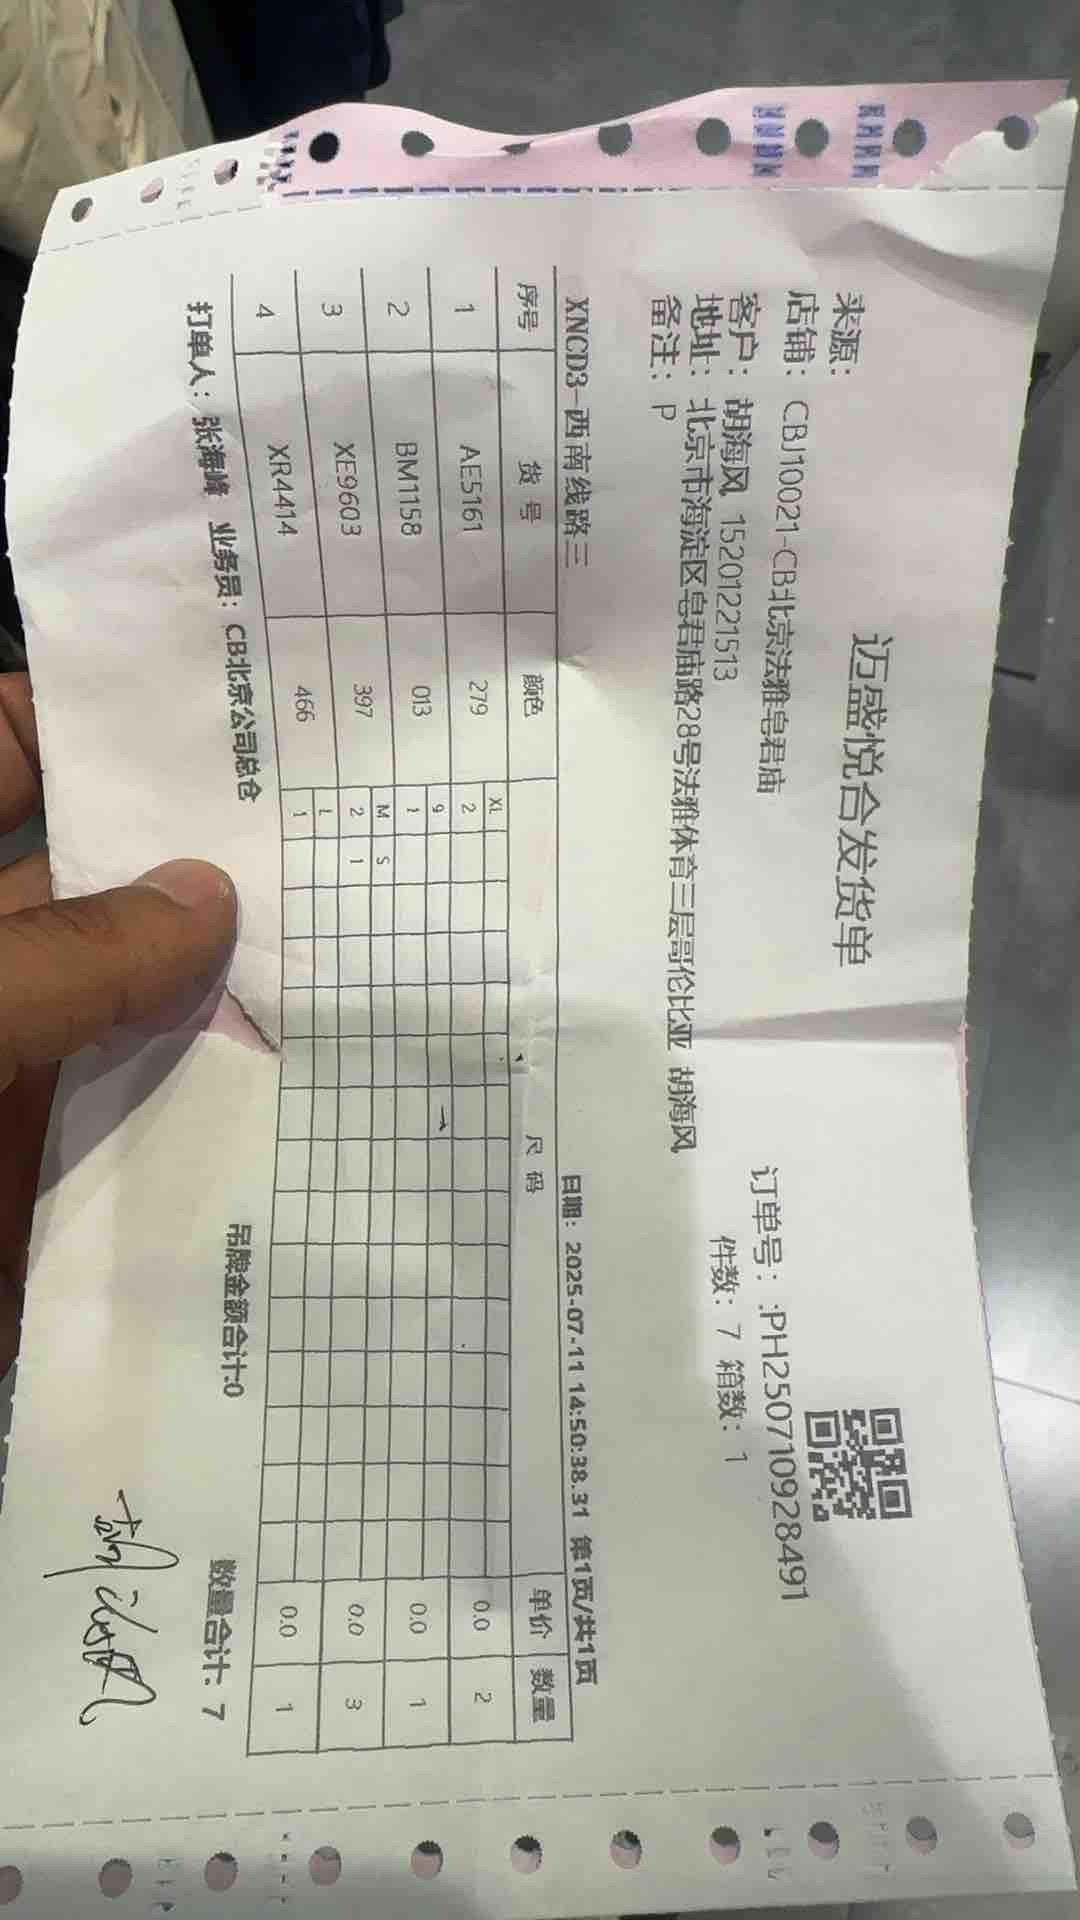 迈盛悦合发货单
来源：
订单号：:PH25071092​8491
店铺：CBJ10021-CB北京法雅皂君庙
件数：7 箱数：1
客户：胡海风 15201221513
地址：北京市海淀区皂君庙路28号法雅体育三层哥伦比亚 胡海风
备注：P
XNCD3-西南线路三 日期：2025-07-11 14:50:38.31 第1页/共1页
序号 货号 颜色 尺码 单价 数量
XL
1 AE5161 279 2 0.0 2
9
2 BM1158 013 1 0.0 1
M S
3 XE9603 397 2 1 0.0 3
L
4 XR4414 466 1 0.0 1
打单人：张海峰 业务员：CB北京公司总仓 吊牌金额合计:0 数量合计：7
胡海风